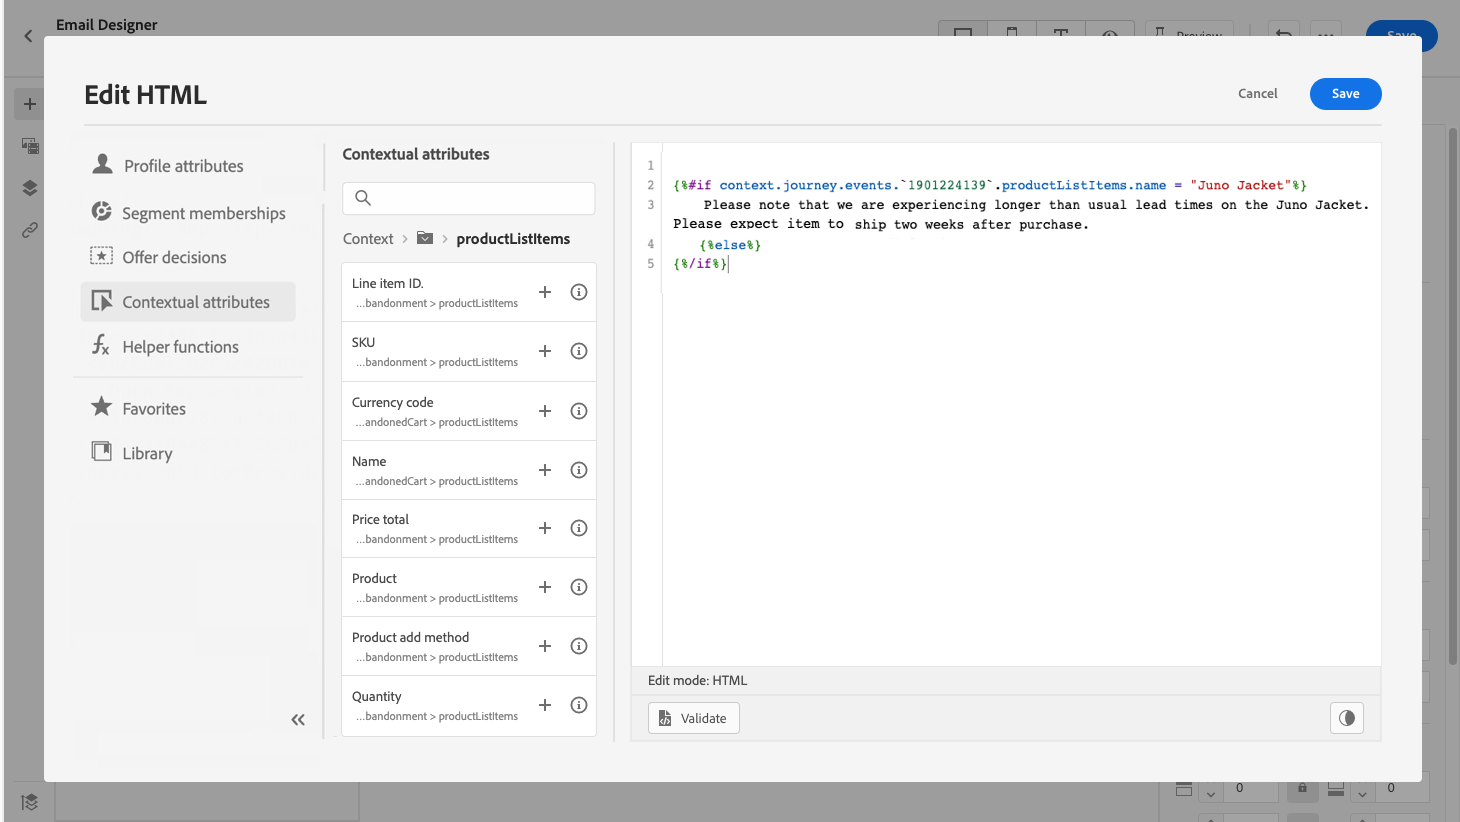 Email Designer
Preview
Save
Edit HTML
Cancel
Save
Profile attributes
Segment memberships
Offer decisions
Contextual attributes
Helper functions
Favorites
Library
Contextual attributes
Context > productListItems
Line item ID.
...bandonment > productListItems
SKU
...bandonment > productListItems
Currency code
...andonedCart > productListItems
Name
...andonedCart > productListItems
Price total
...bandonment > productListItems
Product
...bandonment > productListItems
Product add method
...bandonment > productListItems
Quantity
...bandonment > productListItems
1
2 {%#if context.journey.events.`1901224139`.productListItems.name = "Juno Jacket"%}
3 Please note that we are experiencing longer than usual lead times on the Juno Jacket.
Please expect item to ship two weeks after purchase.
4 {%else%}
5 {%/if%}
Edit mode: HTML
Validate
0
0